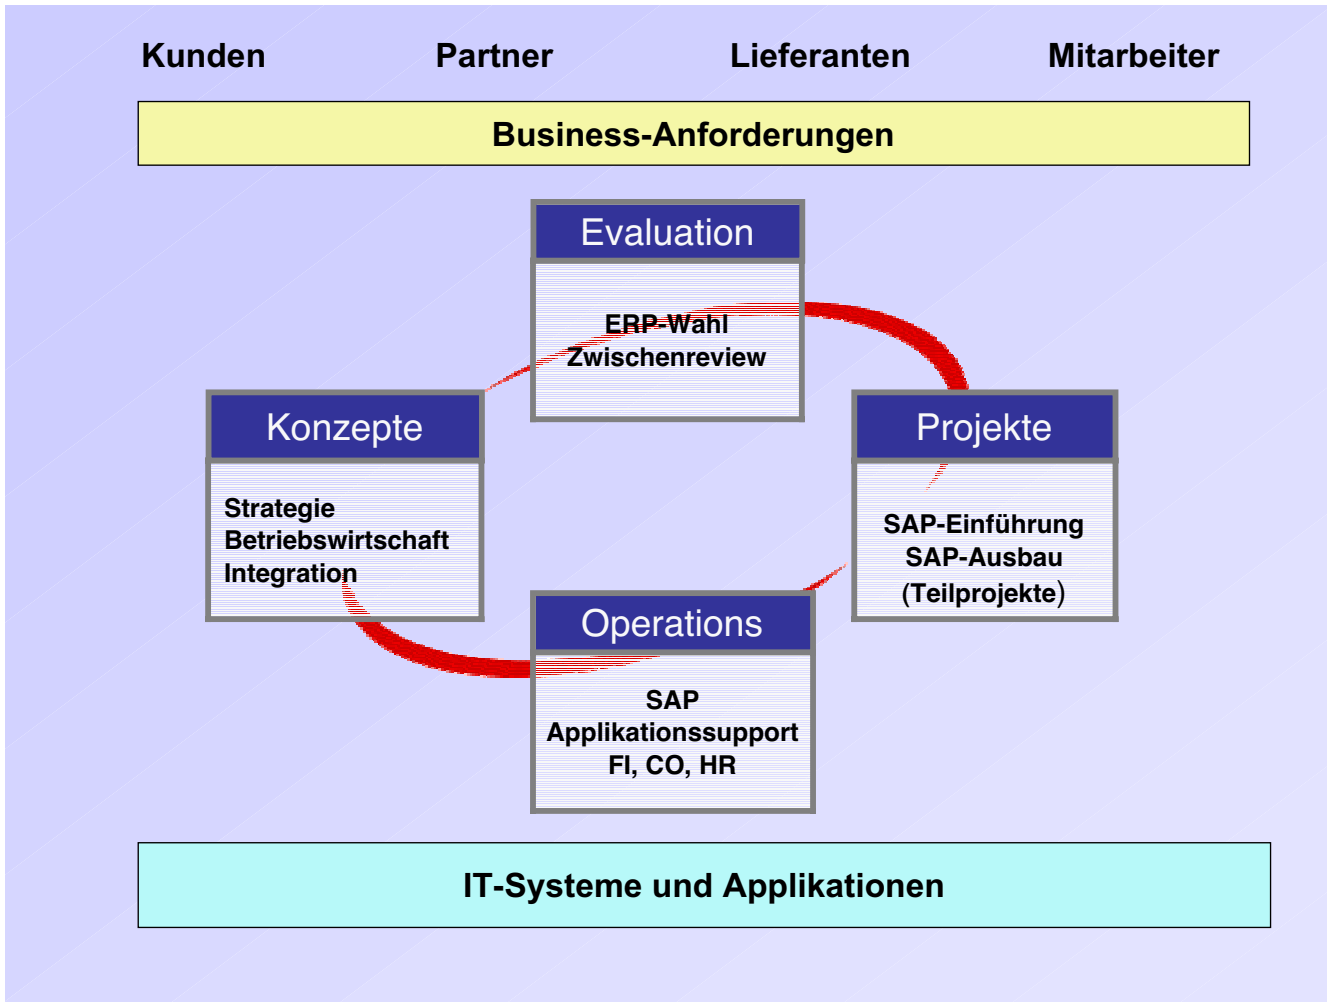 Kunden Partner Lieferanten Mitarbeiter
Business-Anforderungen
Evaluation
ERP-Wahl
Zwischenreview
Konzepte
Strategie
Betriebswirtschaft
Integration
Projekte
SAP-Einführung
SAP-Ausbau
(Teilprojekte)
Operations
SAP
Applikationssupport
FI, CO, HR
IT-Systeme und Applikationen